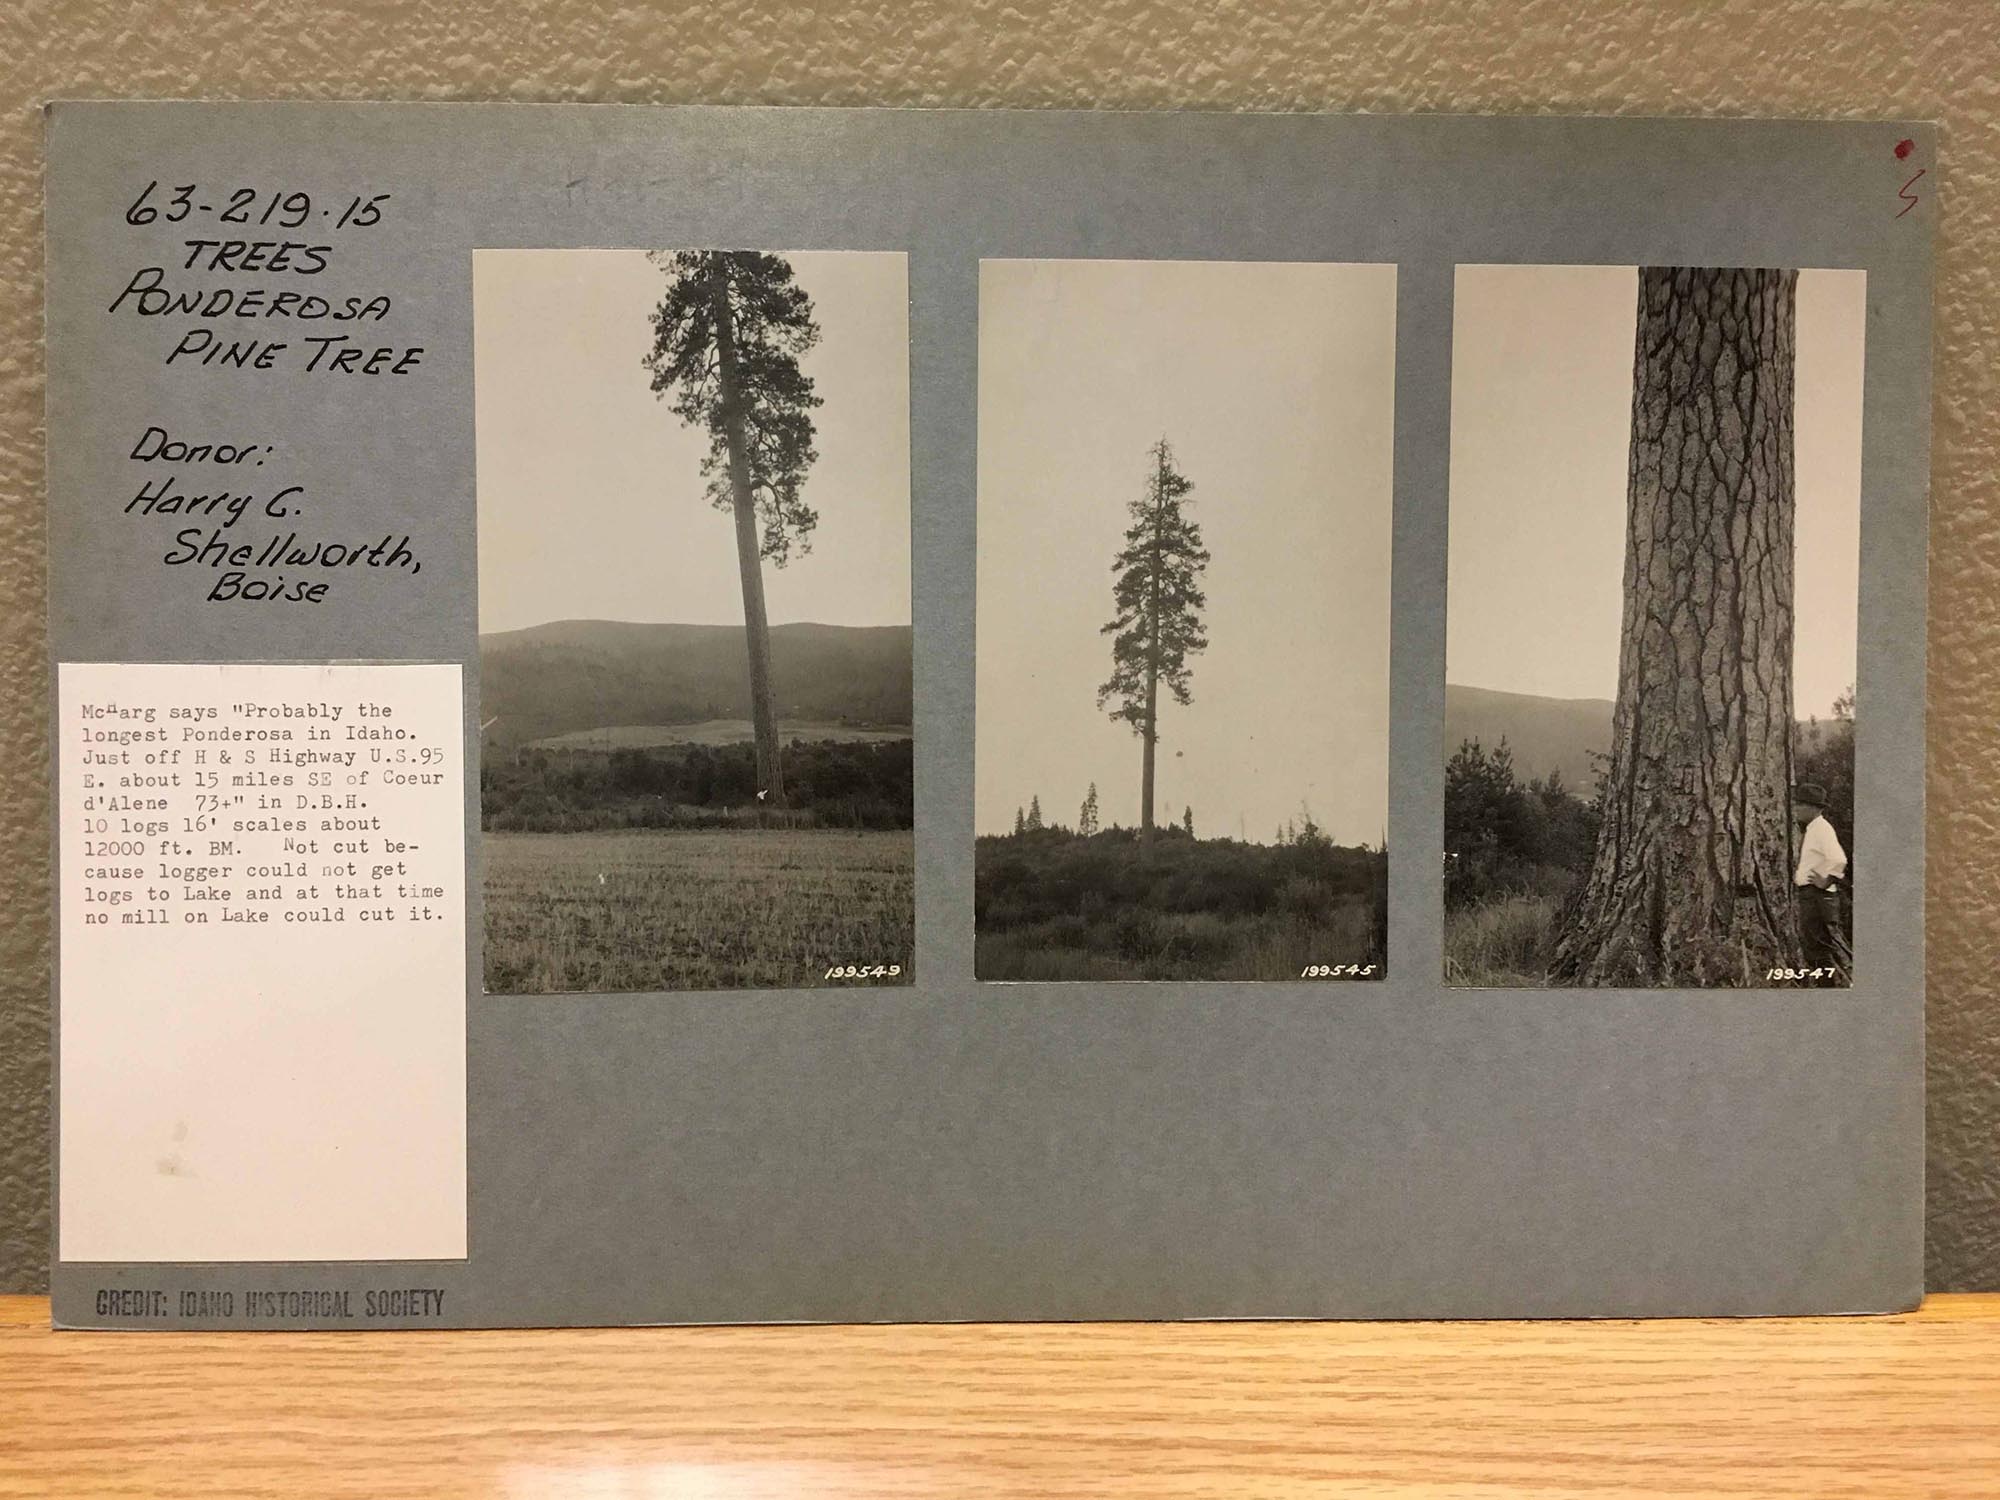 63-219.15
TREES
PONDEROSA
PINE TREE
Donor:
Harry C.
Shellworth,
Boise
McHarg says "Probably the
longest Ponderosa in Idaho.
Just off H & S Highway U.S.95
E. about 15 miles SE of Coeur
d'Alene 73+" in D.B.H.
10 logs 16' scales about
12000 ft. BM. Not cut be-
cause logger could not get
logs to Lake and at that time
no mill on Lake could cut it.
CREDIT: IDAHO HISTORICAL SOCIETY
199549
199545
199547